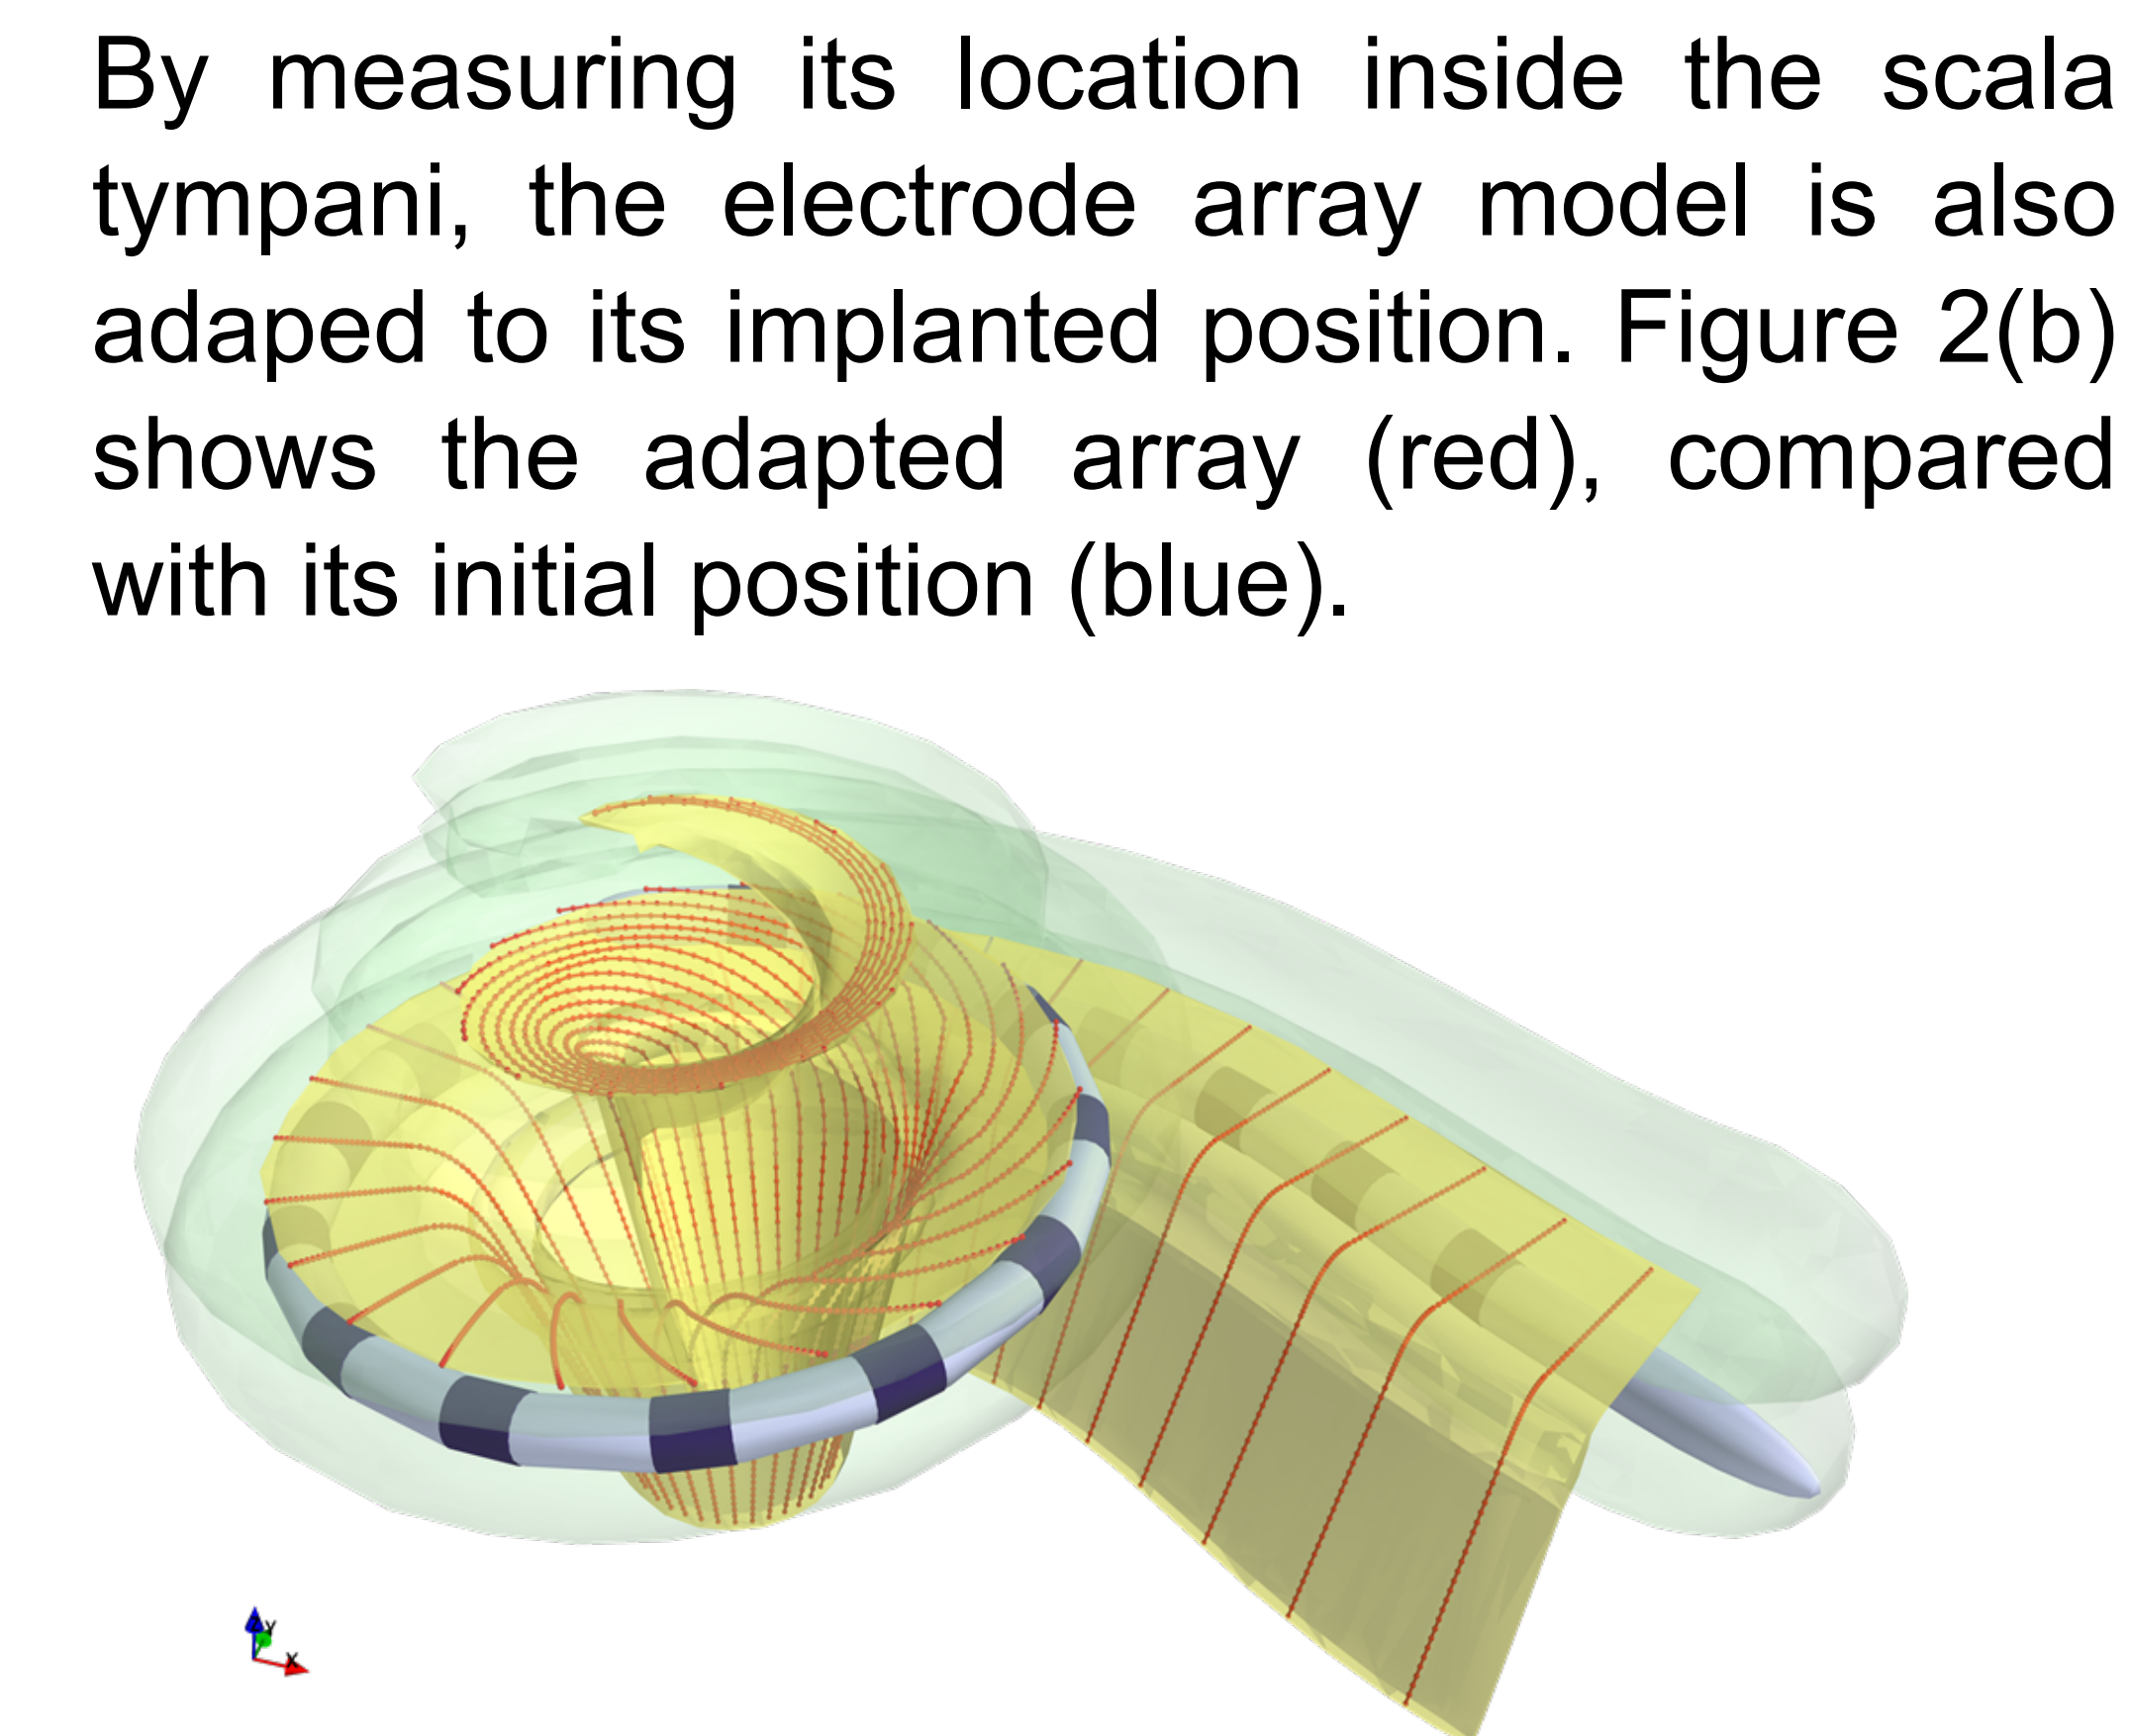 By measuring its location inside the scala
tympani, the electrode array model is also
adaped to its implanted position. Figure 2(b)
shows the adapted array (red), compared
with its initial position (blue).
Y
X